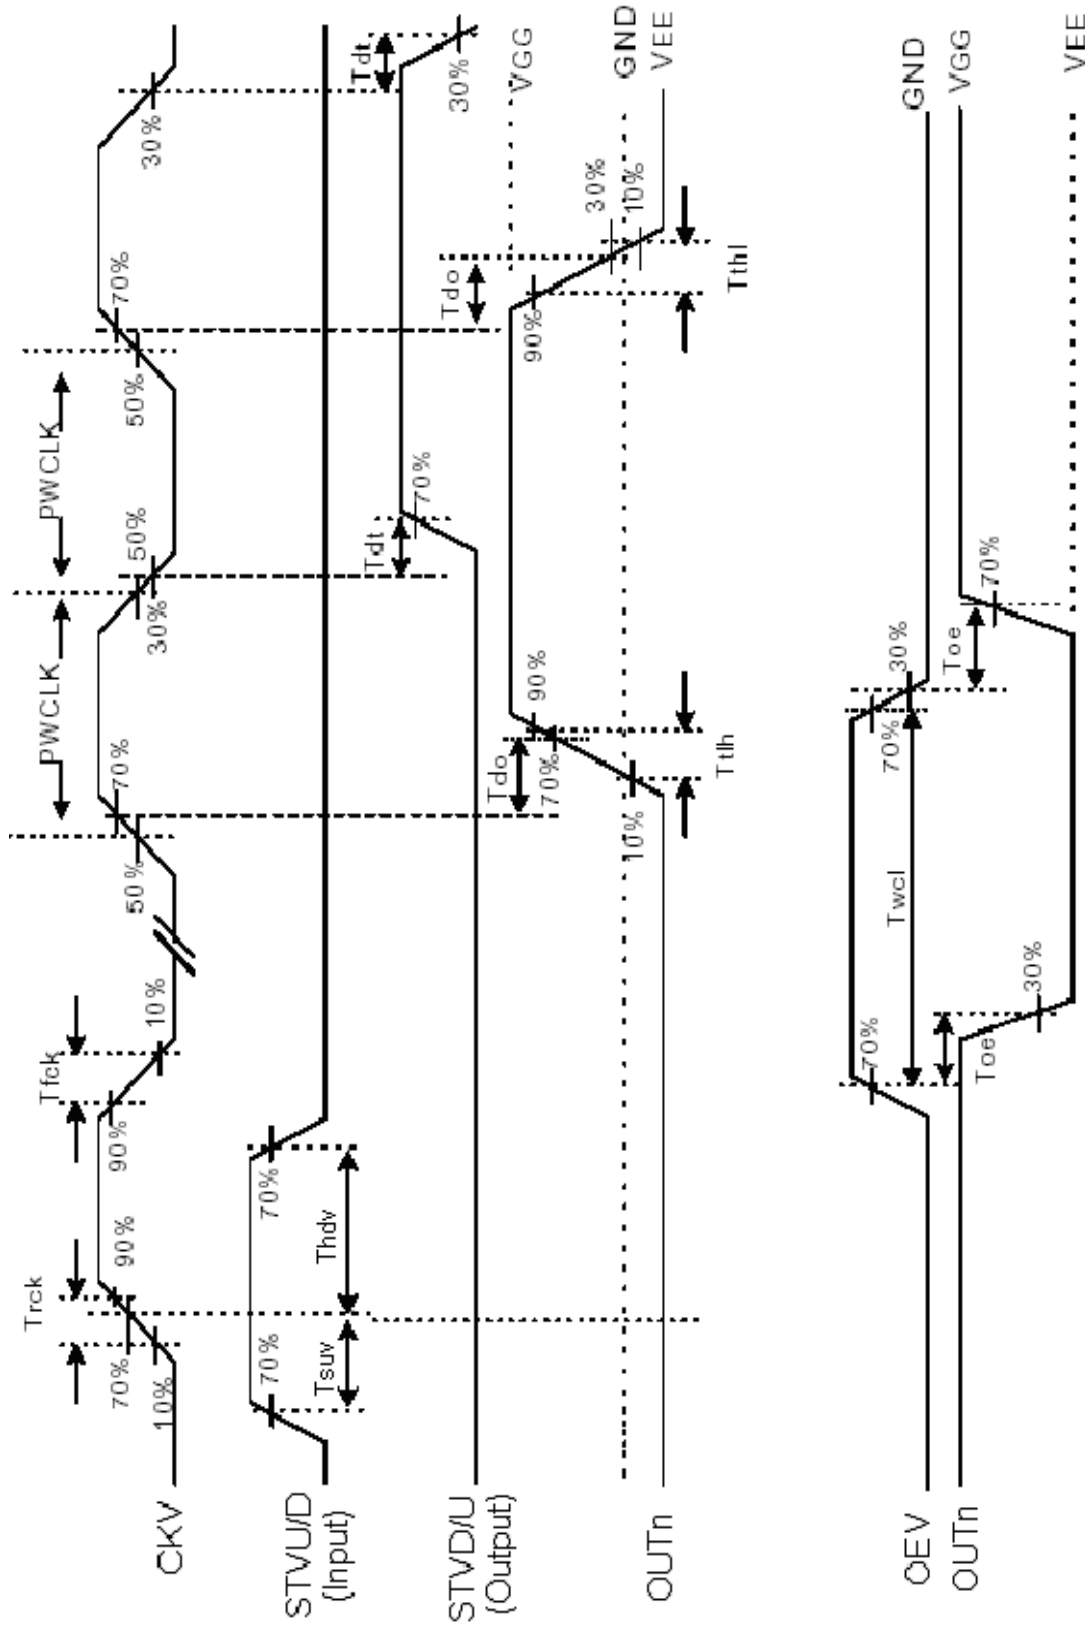 PWCLK
PWCLK
Trck
Tfck
90%
70%
10%
90%
10%
50%
70%
30%
50%
50%
70%
30%
CKV
70%
70%
Tsuv
Thdv
STVU/D
(Input)
Tdt
70%
Tdt
30%
STVD/U
(Output)
Tdo
90%
70%
10%
Ttlh
Tdo
90%
30%
10%
Tthl
VGG
GND
VEE
OUTn
70%
Twcl
70%
30%
GND
OEV
Toe
30%
Toe
70%
VGG
VEE
OUTn